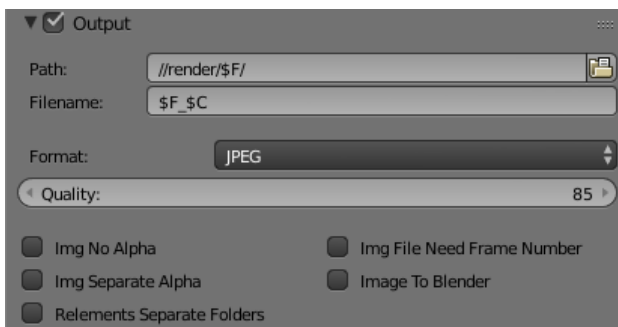 Output
Path: //render/$F/
Filename: $F_$C
Format: JPEG
Quality: 85
Img No Alpha Img File Need Frame Number
Img Separate Alpha Image To Blender
Relements Separate Folders